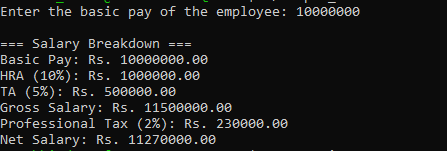 Enter the basic pay of the employee: 10000000
=== Salary Breakdown ===
Basic Pay: Rs. 10000000.00
HRA (10%): Rs. 1000000.00
TA (5%): Rs. 500000.00
Gross Salary: Rs. 11500000.00
Professional Tax (2%): Rs. 230000.00
Net Salary: Rs. 11270000.00